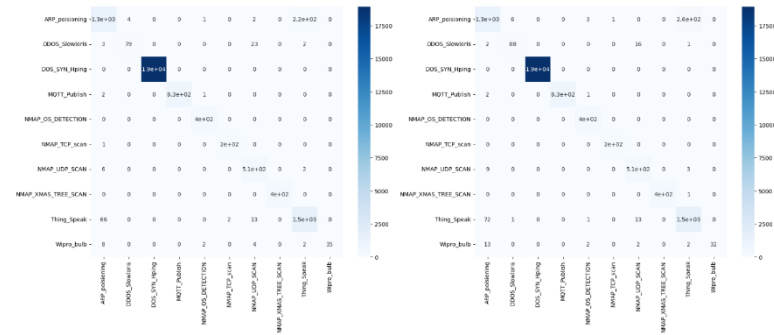 ARP_poisioning 1.3e+03 4 0 0 1 0 2 0 2.2e+02 0
DDOS_Slowloris 3 79 0 0 0 0 23 0 2 0
DOS_SYN_Hping 0 0 1.9e+04 0 0 0 0 0 0 0
MQTT_Publish 2 0 0 8.3e+02 1 0 0 0 0 0
NMAP_OS_DETECTION 0 0 0 0 4e+02 0 0 0 0 0
NMAP_TCP_scan 1 0 0 0 0 2e+02 0 0 0 0
NMAP_UDP_SCAN 6 0 0 0 0 0 5.1e+02 0 2 0
NMAP_XMAS_TREE_SCAN 0 0 0 0 0 0 0 4e+02 0 0
Thing_Speak 66 0 0 0 0 2 13 0 1.5e+03 0
Wipro_bulb 8 0 0 0 2 0 4 0 2 35
ARP_poisioning DDOS_Slowloris DOS_SYN_Hping MQTT_Publish NMAP_OS_DETECTION NMAP_TCP_scan NMAP_UDP_SCAN NMAP_XMAS_TREE_SCAN Thing_Speak Wipro_bulb
17500
15000
12500
10000
7500
5000
2500
0
ARP_poisioning 1.3e+03 6 0 0 3 1 0 0 2.6e+02 0
DDOS_Slowloris 2 88 0 0 0 0 16 0 1 0
DOS_SYN_Hping 0 0 1.9e+04 0 0 0 0 0 0 0
MQTT_Publish 2 0 0 8.3e+02 1 0 0 0 0 0
NMAP_OS_DETECTION 0 0 0 0 4e+02 0 0 0 0 0
NMAP_TCP_scan 0 0 0 0 0 2e+02 0 0 0 0
NMAP_UDP_SCAN 9 0 0 0 0 0 5.1e+02 0 3 0
NMAP_XMAS_TREE_SCAN 0 0 0 0 0 0 0 4e+02 1 0
Thing_Speak 72 1 0 0 1 0 13 0 1.5e+03 0
Wipro_bulb 13 0 0 0 2 0 2 0 2 32
ARP_poisioning DDOS_Slowloris DOS_SYN_Hping MQTT_Publish NMAP_OS_DETECTION NMAP_TCP_scan NMAP_UDP_SCAN NMAP_XMAS_TREE_SCAN Thing_Speak Wipro_bulb
17500
15000
12500
10000
7500
5000
2500
0